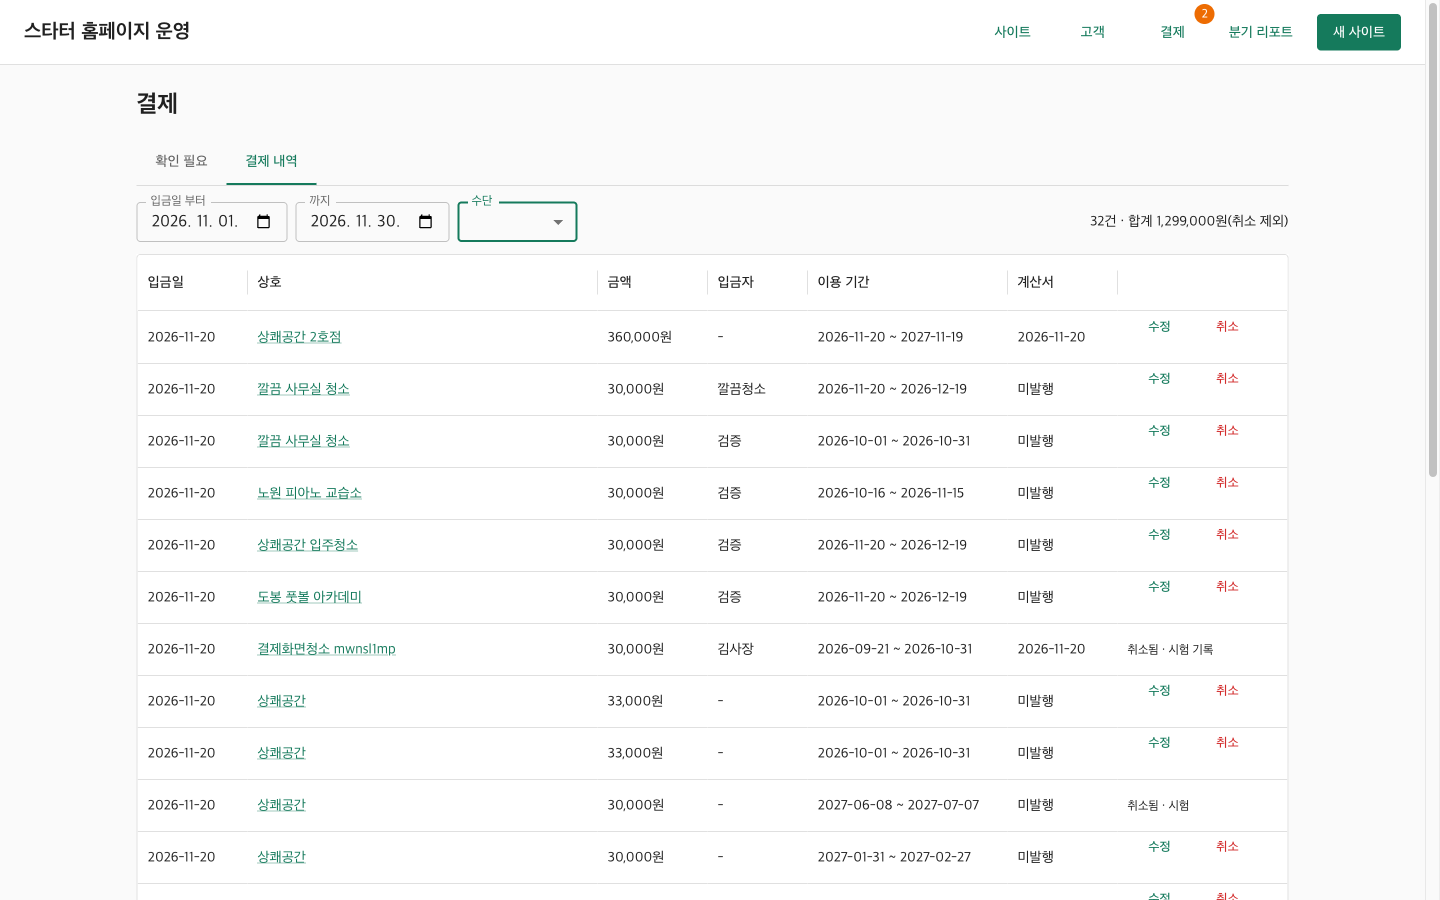 스타터 홈페이지 운영
사이트 고객 결제 2 분기 리포트 새 사이트
결제
확인 필요 결제 내역
입금일 부터 까지 수단
2026. 11. 01. 2026. 11. 30. 32건 · 합계 1,299,000원(취소 제외)
입금일 상호 금액 입금자 이용 기간 계산서
2026-11-20 상쾌공간 2호점 360,000원 - 2026-11-20 ~ 2027-11-19 2026-11-20 수정 취소
2026-11-20 깔끔 사무실 청소 30,000원 깔끔청소 2026-11-20 ~ 2026-12-19 미발행 수정 취소
2026-11-20 깔끔 사무실 청소 30,000원 검증 2026-10-01 ~ 2026-10-31 미발행 수정 취소
2026-11-20 노원 피아노 교습소 30,000원 검증 2026-10-16 ~ 2026-11-15 미발행 수정 취소
2026-11-20 상쾌공간 입주청소 30,000원 검증 2026-11-20 ~ 2026-12-19 미발행 수정 취소
2026-11-20 도봉 풋볼 아카데미 30,000원 검증 2026-11-20 ~ 2026-12-19 미발행 수정 취소
2026-11-20 결제화면청소 mwnsl1mp 30,000원 김사장 2026-09-21 ~ 2026-10-31 2026-11-20 취소됨 · 시험 기록
2026-11-20 상쾌공간 33,000원 - 2026-10-01 ~ 2026-10-31 미발행 수정 취소
2026-11-20 상쾌공간 33,000원 - 2026-10-01 ~ 2026-10-31 미발행 수정 취소
2026-11-20 상쾌공간 30,000원 - 2027-06-08 ~ 2027-07-07 미발행 취소됨 · 시험
2026-11-20 상쾌공간 30,000원 - 2027-01-31 ~ 2027-02-27 미발행 수정 취소
수정 취소